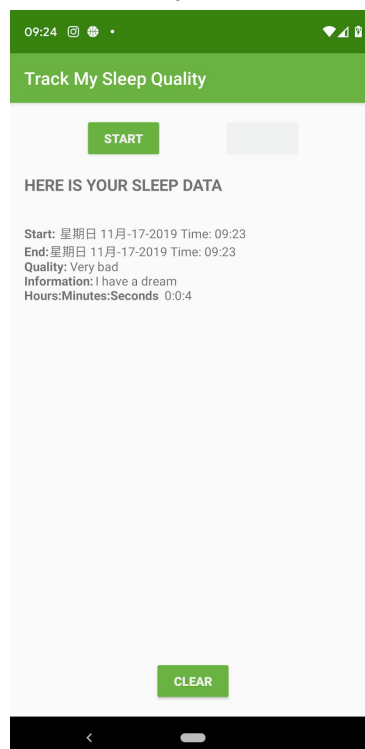 09:24
Track My Sleep Quality
START
HERE IS YOUR SLEEP DATA
Start: 星期日 11月-17-2019 Time: 09:23
End:星期日 11月-17-2019 Time: 09:23
Quality: Very bad
Information: I have a dream
Hours:Minutes:Seconds 0:0:4
CLEAR